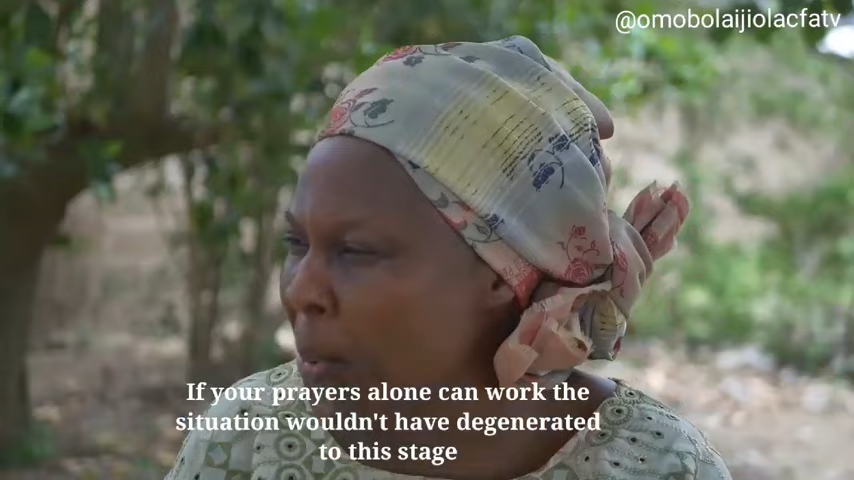 @omobolaijiolacfatv
If your prayers alone can work the
situation wouldn't have degenerated
to this stage